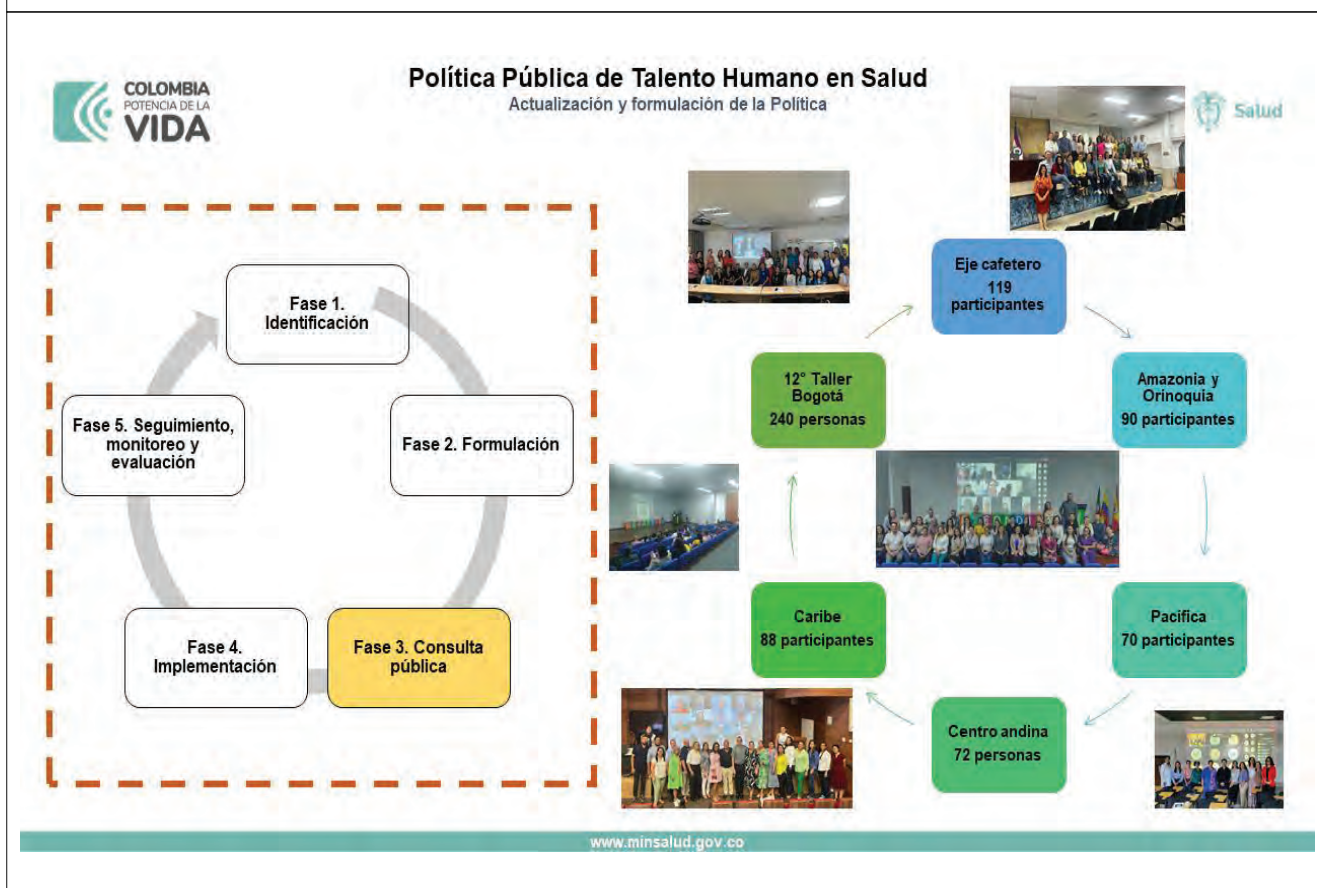 COLOMBIA
POTENCIA DE LA
VIDA
Política Pública de Talento Humano en Salud
Actualización y formulación de la Política
Salud
Fase 1.
Identificación
Fase 2. Formulación
Fase 3. Consulta
pública
Fase 4.
Implementación
Fase 5. Seguimiento,
monitoreo y
evaluación
Eje cafetero
119
participantes
Amazonia y
Orinoquia
90 participantes
Pacifica
70 participantes
Centro andina
72 personas
Caribe
88 participantes
12° Taller
Bogotá
240 personas
www.minsalud.gov.co